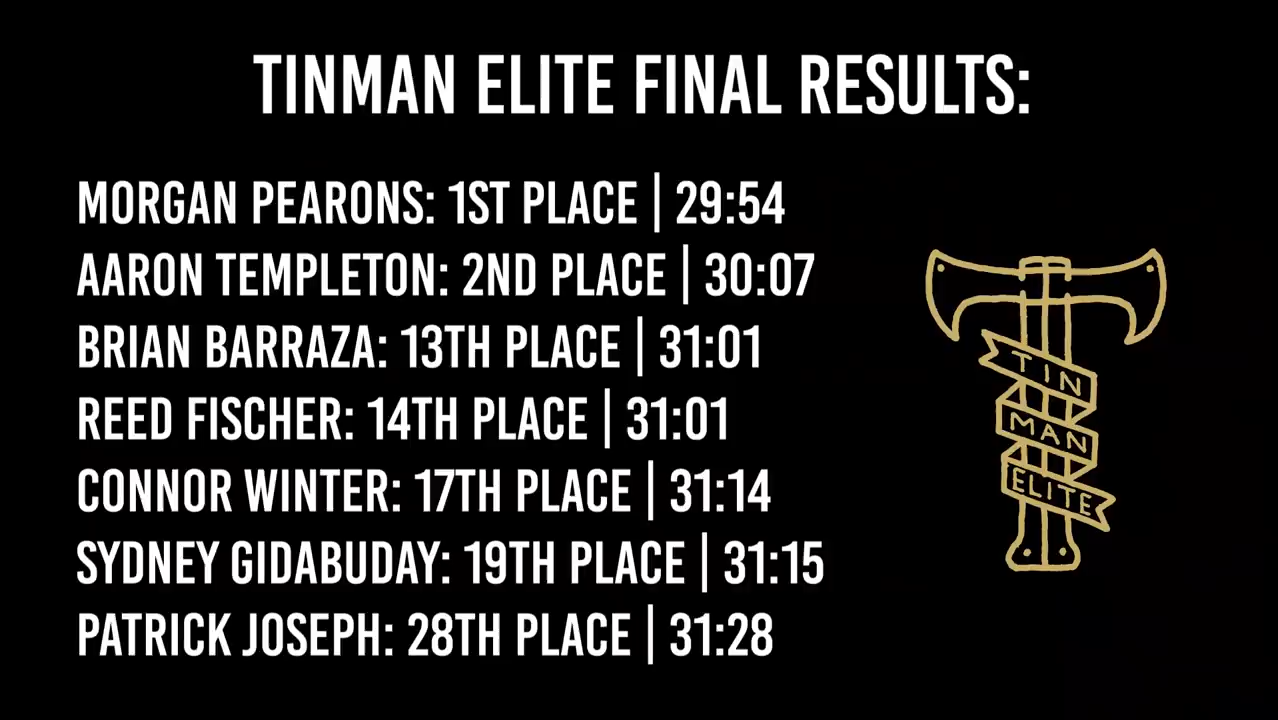 TINMAN ELITE FINAL RESULTS:
MORGAN PEARONS: 1ST PLACE | 29:54
AARON TEMPLETON: 2ND PLACE | 30:07
BRIAN BARRAZA: 13TH PLACE | 31:01
REED FISCHER: 14TH PLACE | 31:01
CONNOR WINTER: 17TH PLACE | 31:14
SYDNEY GIDABUDAY: 19TH PLACE | 31:15
PATRICK JOSEPH: 28TH PLACE | 31:28
TIN
MAN
ELITE